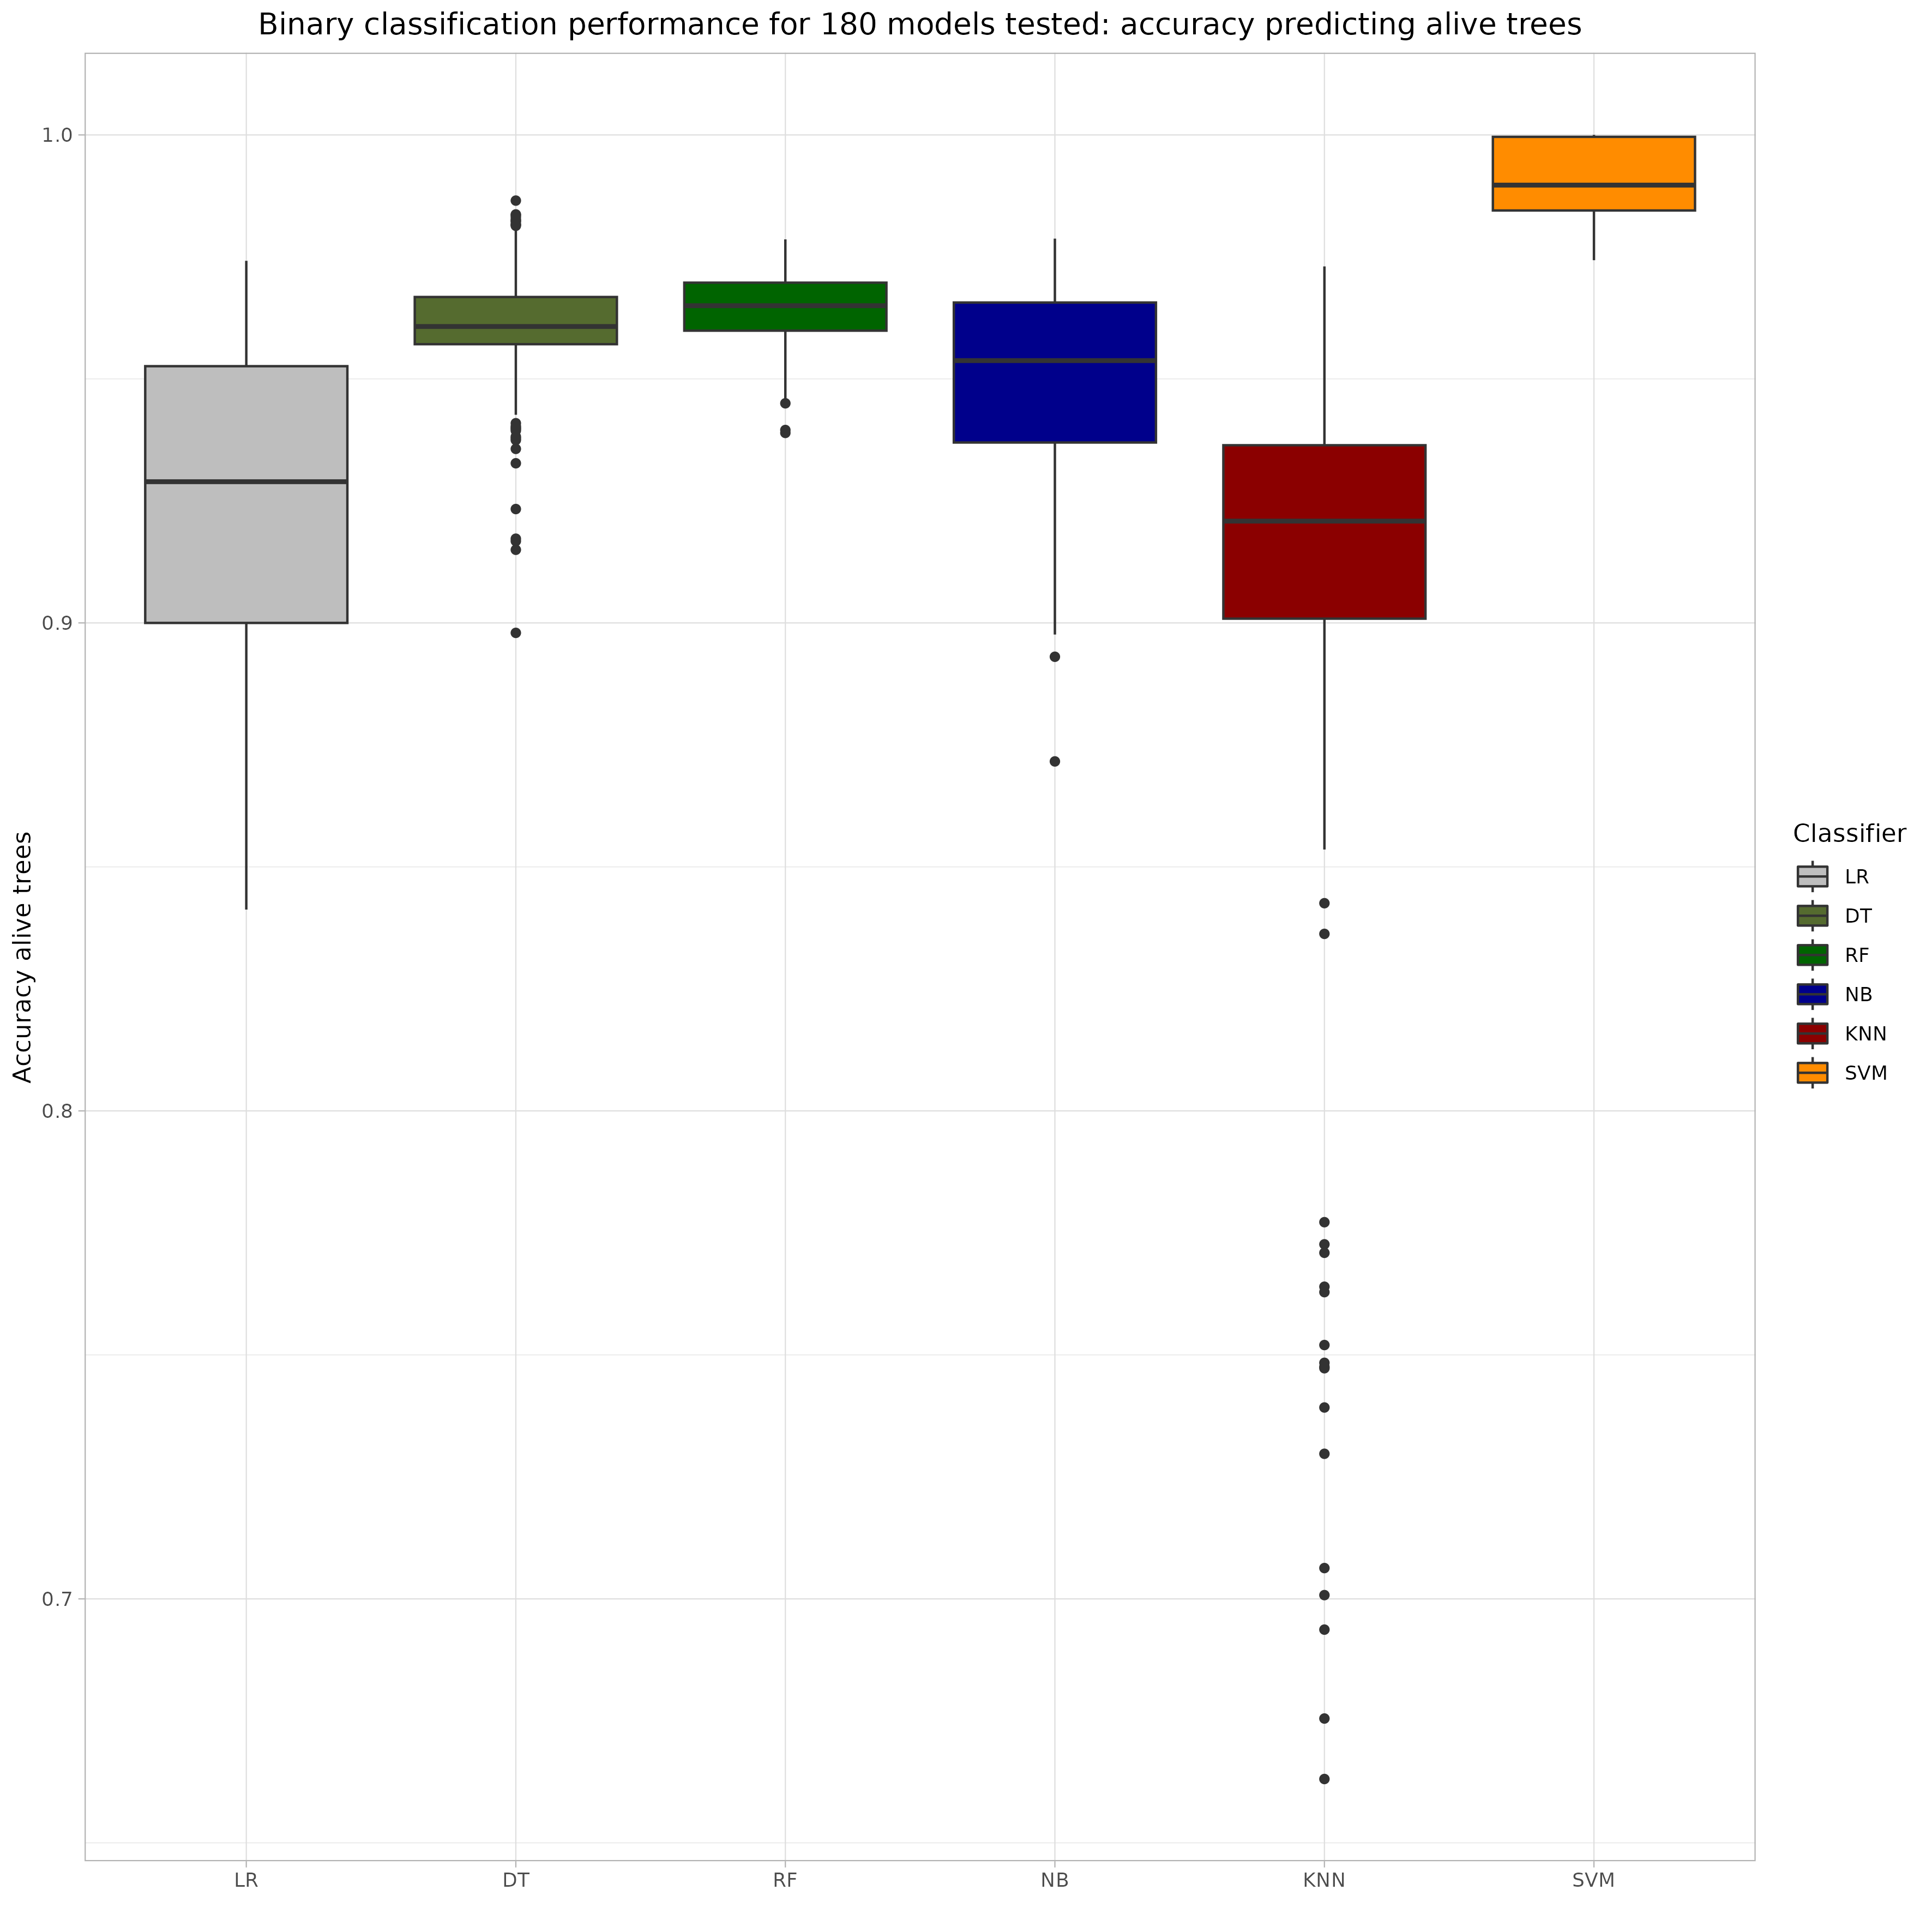 Binary classification performance for 180 models tested: accuracy predicting alive trees
Accuracy alive trees
1.0
0.9
0.8
0.7
LR
DT
RF
NB
KNN
SVM
Classifier
LR
DT
RF
NB
KNN
SVM